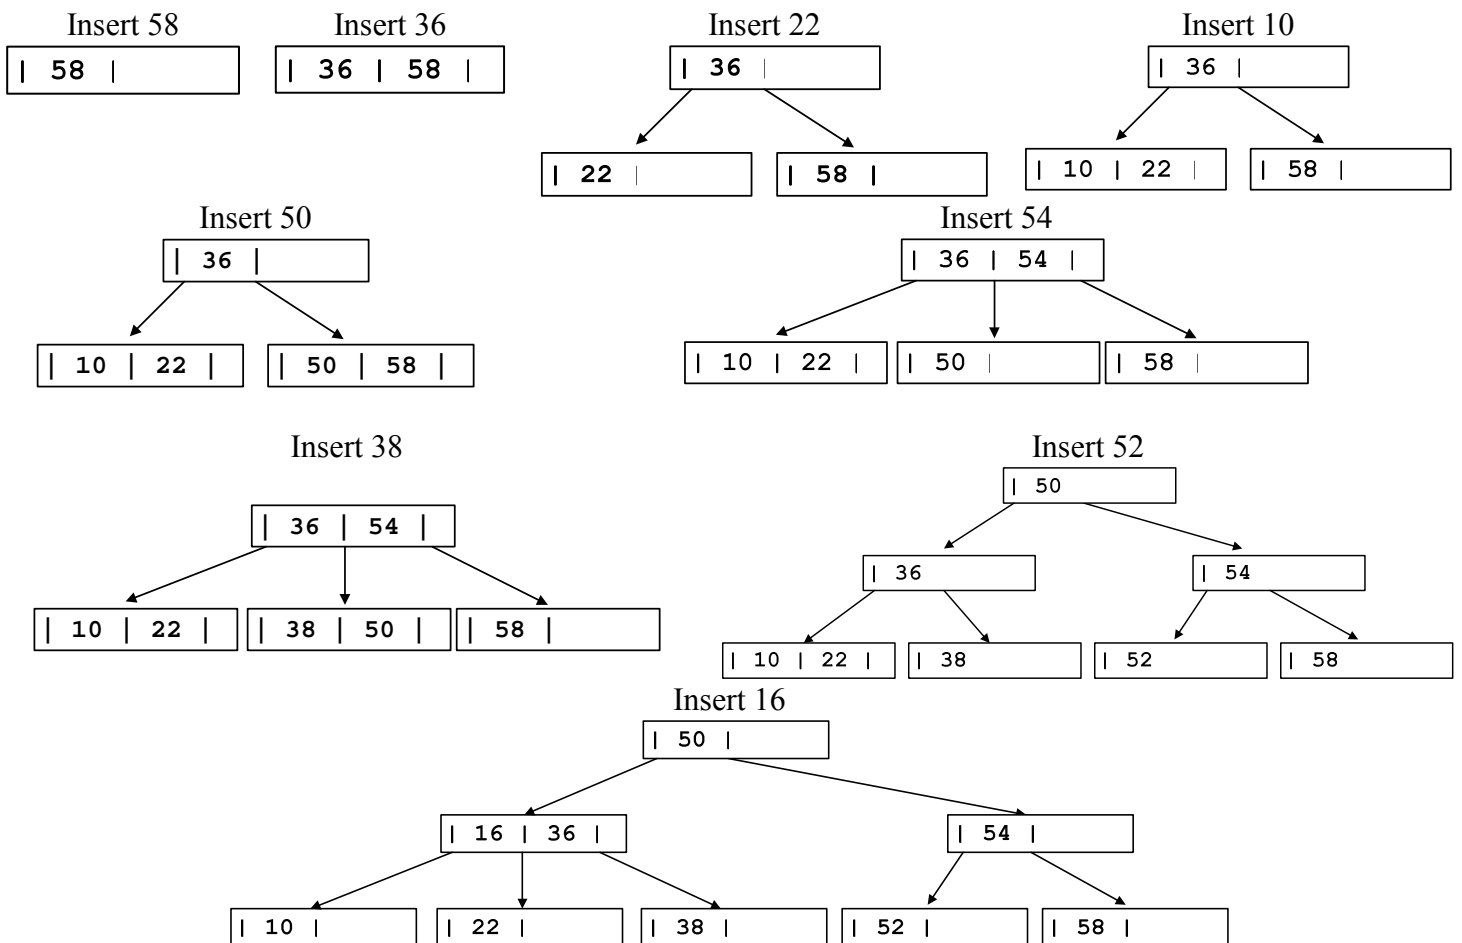 Insert 58
| 58 |
Insert 36
| 36 | 58 |
Insert 22
| 36 |
| 22 |
| 58 |
Insert 10
| 36 |
| 10 | 22 |
| 58 |
Insert 50
| 36 |
| 10 | 22 |
| 50 | 58 |
Insert 54
| 36 | 54 |
| 10 | 22 |
| 50 |
| 58 |
Insert 38
| 36 | 54 |
| 10 | 22 |
| 38 | 50 |
| 58 |
Insert 52
| 50
| 36
| 54
| 10 | 22 |
| 38
| 52
| 58
Insert 16
| 50 |
| 16 | 36 |
| 54 |
| 10 |
| 22 |
| 38 |
| 52 |
| 58 |